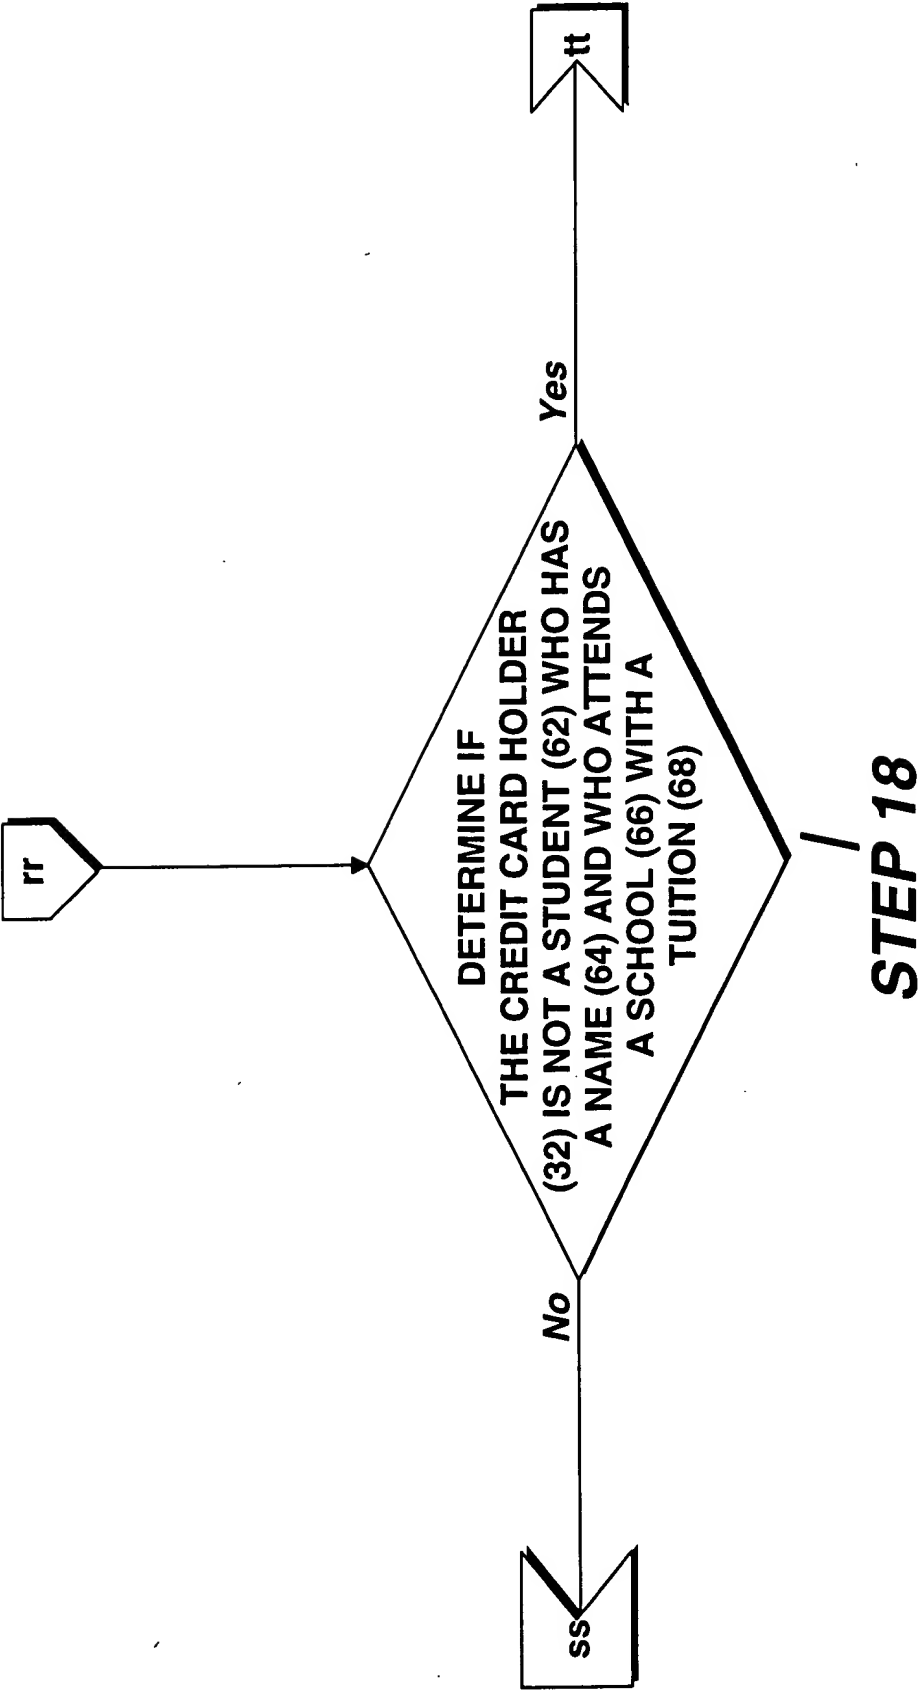 rr
DETERMINE IF
THE CREDIT CARD HOLDER
(32) IS NOT A STUDENT (62) WHO HAS
A NAME (64) AND WHO ATTENDS
A SCHOOL (66) WITH A
TUITION (68)
No
Yes
ss
tt
STEP 18